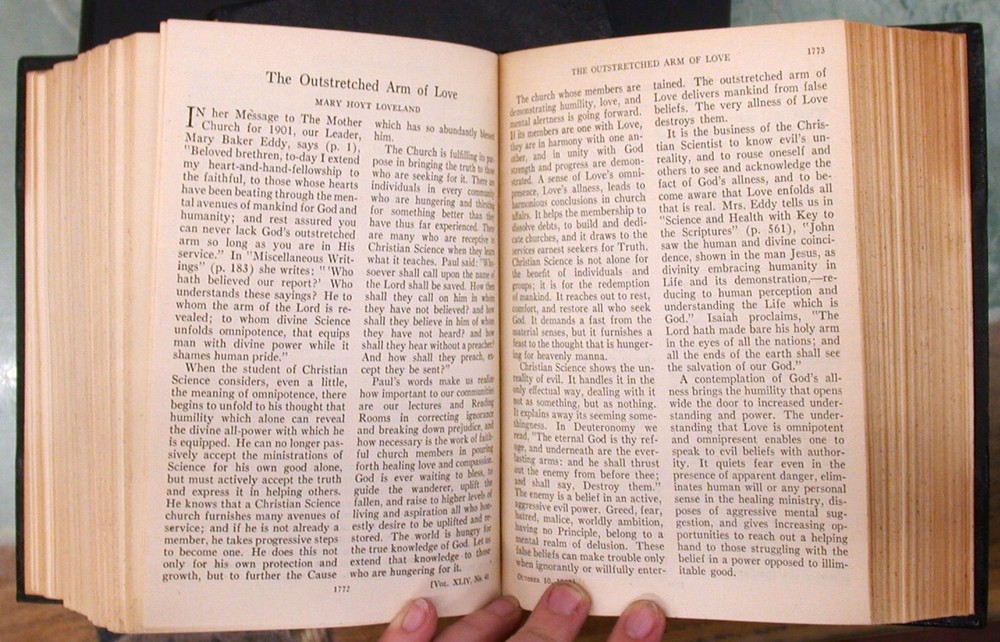 The Outstretched Arm of Love
MARY HOYT LOVELAND
IN her Message to The Mother
Church for 1901, our Leader,
Mary Baker Eddy, says (p. 1),
"Beloved brethren, to-day I extend
my heart-and-hand-fellowship to
the faithful, to those whose hearts
have been beating through the men-
tal avenues of mankind for God and
humanity; and rest assured you
can never lack God's outstretched
arm so long as you are in His
service." In "Miscellaneous Writ-
ings" (p. 183) she writes: "'Who
hath believed our report?' Who
understands these sayings? He to
whom the arm of the Lord is re-
vealed; to whom divine Science
unfolds omnipotence, that equips
man with divine power while it
shames human pride."
When the student of Christian
Science considers, even a little,
the meaning of omnipotence, there
begins to unfold to his thought that
humility which alone can reveal
the divine all-power with which he
is equipped. He can no longer pas-
sively accept the ministrations of
Science for his own good alone,
but must actively accept the truth
and express it in helping others.
He knows that a Christian Science
church furnishes many avenues of
service; and if he is not already a
member, he takes progressive steps
to become one. He does this not
only for his own protection and
growth, but to further the Cause
which has so abundantly blessed
him.
The Church is fulfilling its pur-
pose in bringing the truth to those
who are seeking for it. There are
individuals in every community
who are hungering and thirsting
for something better than they
have thus far experienced. There
are many who are receptive to
Christian Science when they learn
what it teaches. Paul said: "Who-
soever shall call upon the name of
the Lord shall be saved. How then
shall they call on him in whom
they have not believed? and how
shall they believe in him of whom
they have not heard? and how
shall they hear without a preacher?
And how shall they preach, ex-
cept they be sent?"
Paul's words make us realize
how important to our communities
are our lectures and Reading
Rooms in correcting ignorance
and breaking down prejudice, and
how necessary is the work of faith-
ful church members in pouring
forth healing love and compassion.
God is ever waiting to bless, to
guide the wanderer, uplift the
fallen, and raise to higher levels of
living and aspiration all who hon-
estly desire to be uplifted and re-
stored. The world is hungry for
the true knowledge of God. Let us
extend that knowledge to those
who are hungering for it.
1772
[VOL. XLIV, No. 41
THE OUTSTRETCHED ARM OF LOVE
1773
The church whose members are
demonstrating humility, love, and
mental alertness is going forward.
If its members are one with Love,
they are in harmony with one an-
other, and in unity with God
strength and progress are demon-
strated. A sense of Love's omni-
presence, Love's allness, leads to
harmonious conclusions in church
affairs. It helps the membership to
dissolve debts, to build and dedi-
cate churches, and it draws to the
services earnest seekers for Truth.
Christian Science is not alone for
the benefit of individuals and
groups; it is for the redemption
of mankind. It reaches out to rest,
comfort, and restore all who seek
God. It demands a fast from the
material senses, but it furnishes a
feast to the thought that is hunger-
ing for heavenly manna.
Christian Science shows the un-
reality of evil. It handles it in the
only effectual way, dealing with it
not as something, but as nothing.
It explains away its seeming some-
thingness. In Deuteronomy we
read, "The eternal God is thy ref-
uge, and underneath are the ever-
lasting arms: and he shall thrust
out the enemy from before thee;
and shall say, Destroy them."
The enemy is a belief in an active,
aggressive evil power. Greed, fear,
hatred, malice, worldly ambition,
having no Principle, belong to a
mental realm of delusion. These
false beliefs can make trouble only
when ignorantly or willfully enter-
OCTOBER 10,
tained. The outstretched arm of
Love delivers mankind from false
beliefs. The very allness of Love
destroys them.
It is the business of the Chris-
tian Scientist to know evil's un-
reality, and to rouse oneself and
others to see and acknowledge the
fact of God's allness, and to be-
come aware that Love enfolds all
that is real. Mrs. Eddy tells us in
"Science and Health with Key to
the Scriptures" (p. 561), "John
saw the human and divine coinci-
dence, shown in the man Jesus, as
divinity embracing humanity in
Life and its demonstration,—re-
ducing to human perception and
understanding the Life which is
God." Isaiah proclaims, "The
Lord hath made bare his holy arm
in the eyes of all the nations; and
all the ends of the earth shall see
the salvation of our God."
A contemplation of God's all-
ness brings the humility that opens
wide the door to increased under-
standing and power. The under-
standing that Love is omnipotent
and omnipresent enables one to
speak to evil beliefs with author-
ity. It quiets fear even in the
presence of apparent danger, elim-
inates human will or any personal
sense in the healing ministry, dis-
poses of aggressive mental sug-
gestion, and gives increasing op-
portunities to reach out a helping
hand to those struggling with the
belief in a power opposed to illim-
itable good.